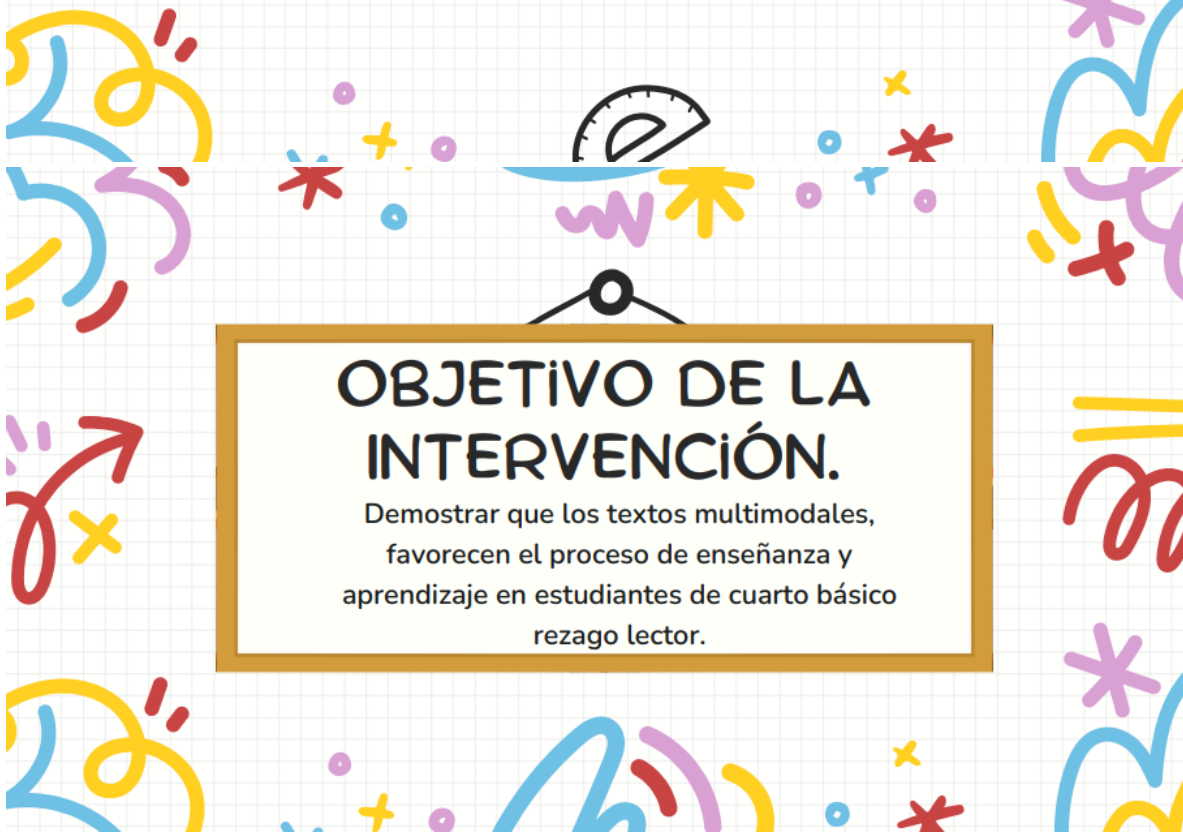 OBJETIVO DE LA
INTERVENCIÓN.
Demostrar que los textos multimodales,
favorecen el proceso de enseñanza y
aprendizaje en estudiantes de cuarto básico
rezago lector.